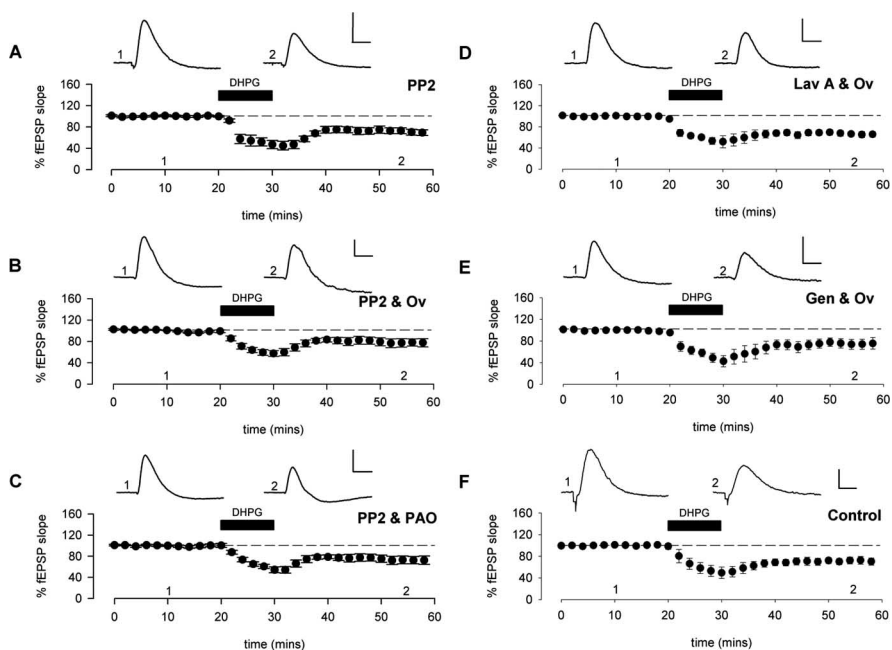 A
1
2
PP2
DHPG
% fEPSP slope
160
120
80
40
0
1
2
0 10 20 30 40 50 60
time (mins)
B
1
2
PP2 & Ov
DHPG
% fEPSP slope
160
120
80
40
0
1
2
0 10 20 30 40 50 60
time (mins)
C
1
2
PP2 & PAO
DHPG
% fEPSP slope
160
120
80
40
0
1
2
0 10 20 30 40 50 60
time (mins)
D
1
2
Lav A & Ov
DHPG
% fEPSP slope
160
120
80
40
0
1
2
0 10 20 30 40 50 60
time (mins)
E
1
2
Gen & Ov
DHPG
% fEPSP slope
160
120
80
40
0
1
2
0 10 20 30 40 50 60
time (mins)
F
1
2
Control
DHPG
% fEPSP slope
160
120
80
40
0
1
2
0 10 20 30 40 50 60
time (mins)